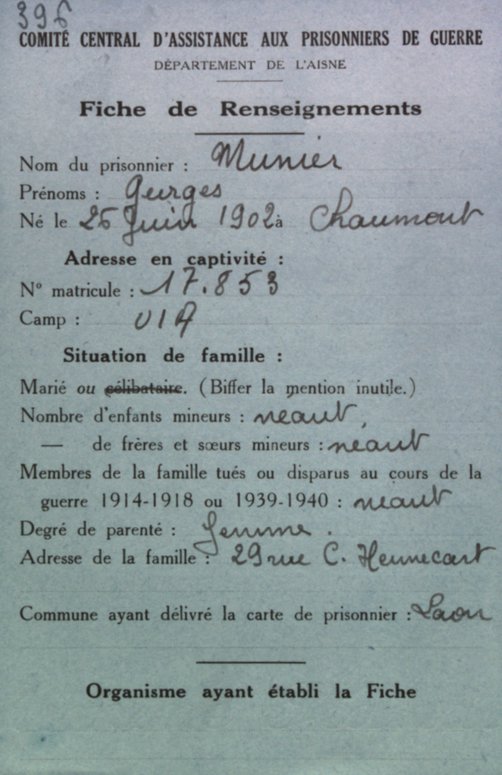 396
COMITÉ CENTRAL D'ASSISTANCE AUX PRISONNIERS DE GUERRE
DÉPARTEMENT DE L'AISNE
Fiche de Renseignements
Nom du prisonnier : Munier
Prénoms : Georges
Né le 26 Juin 1902 à Chaumont
Adresse en captivité :
N° matricule : 17.853
Camp : VIA
Situation de famille :
Marié ou célibataire. (Biffer la mention inutile.)
Nombre d'enfants mineurs : neant,
— de frères et sœurs mineurs : neant
Membres de la famille tués ou disparus au cours de la
guerre 1914-1918 ou 1939-1940 : neant
Degré de parenté : femme.
Adresse de la famille : 29 rue C. Hennecart
Commune ayant délivré la carte de prisonnier : Laon
Organisme ayant établi la Fiche